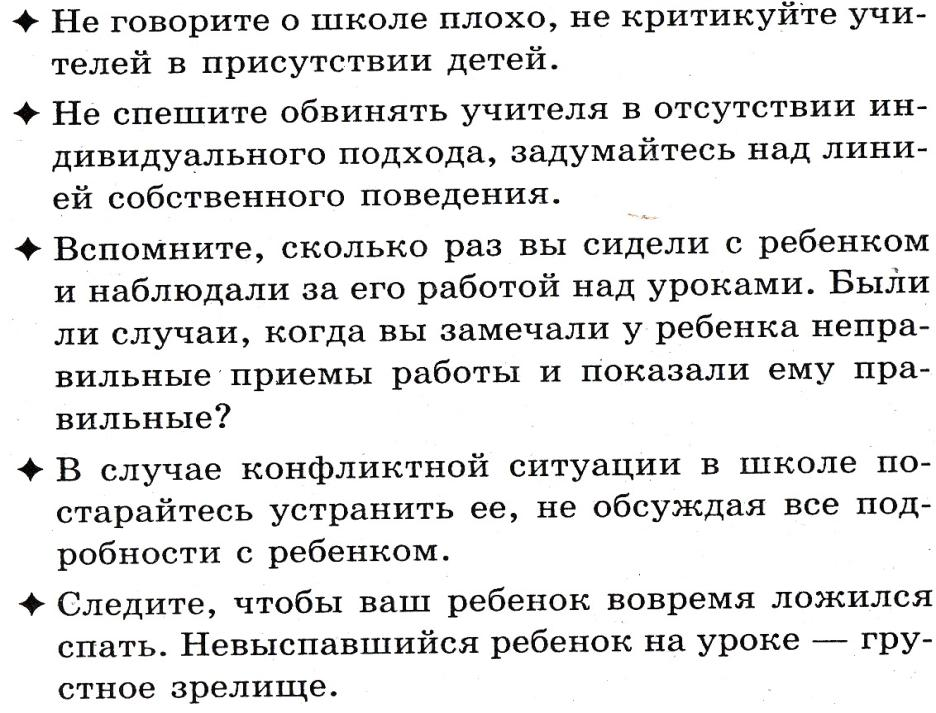 ✦ Не говорите о школе плохо, не критикуйте учи-
телей в присутствии детей.
✦ Не спешите обвинять учителя в отсутствии ин-
дивидуального подхода, задумайтесь над лини-
ей собственного поведения.
✦ Вспомните, сколько раз вы сидели с ребенком
и наблюдали за его работой над уроками. Были
ли случаи, когда вы замечали у ребенка непра-
вильные приемы работы и показали ему пра-
вильные?
✦ В случае конфликтной ситуации в школе по-
старайтесь устранить ее, не обсуждая все под-
робности с ребенком.
✦ Следите, чтобы ваш ребенок вовремя ложился
спать. Невыспавшийся ребенок на уроке — гру-
стное зрелище.